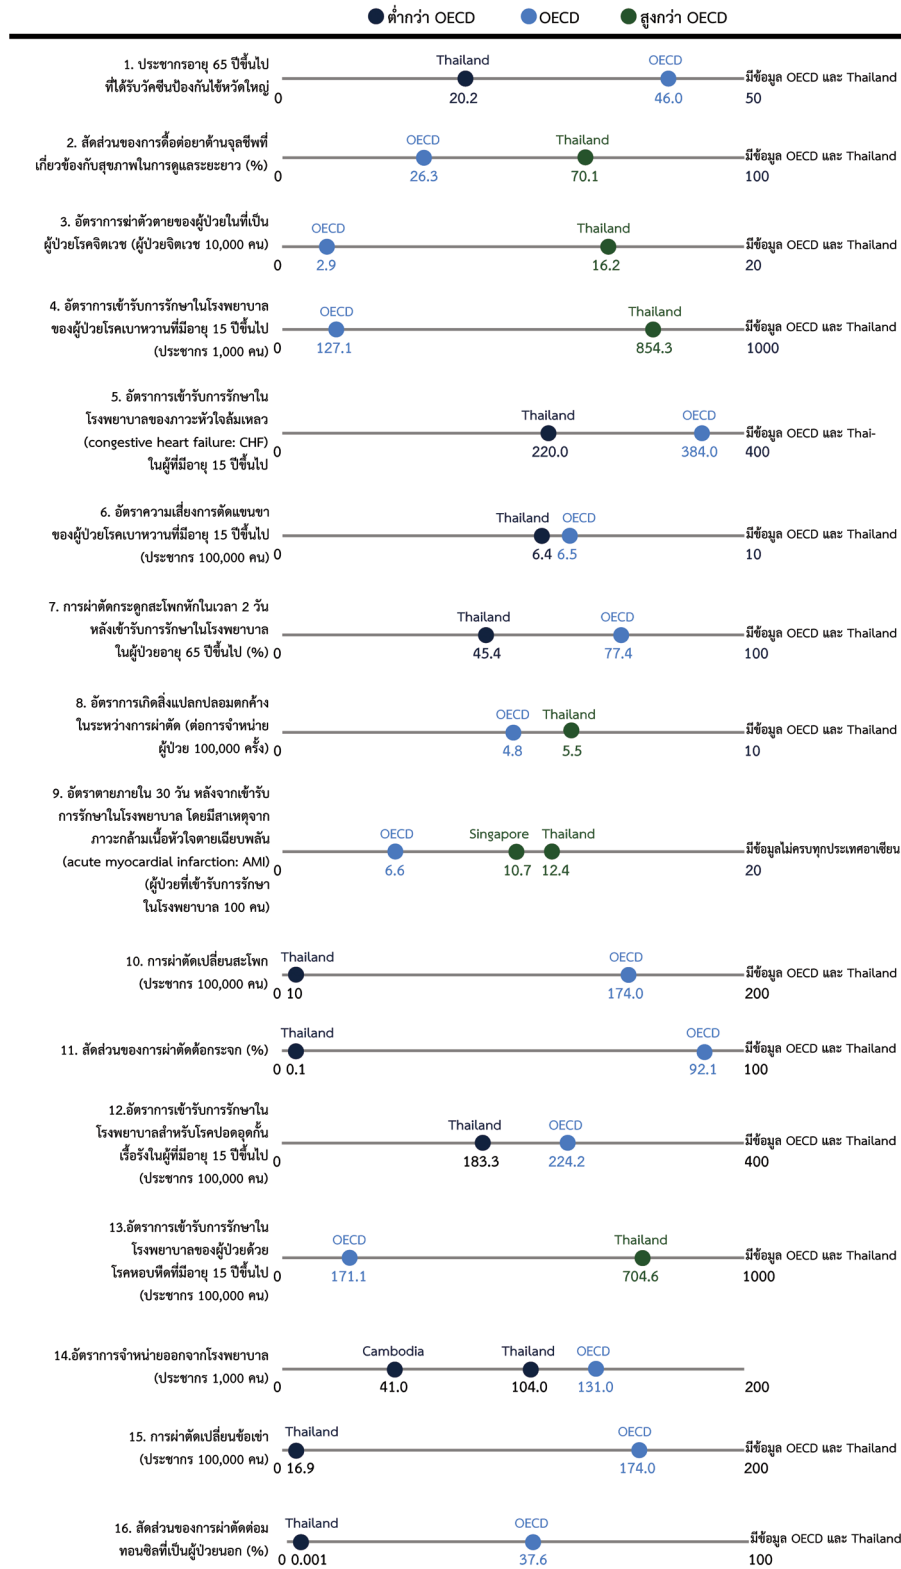 ต่ำกว่า OECD OECD สูงกว่า OECD
1. ประชากรอายุ 65 ปีขึ้นไป
ที่ได้รับวัคซีนป้องกันไข้หวัดใหญ่
Thailand OECD
มีข้อมูล OECD และ Thailand
0 20.2 46.0 50
2. สัดส่วนของการดื้อต่อยาต้านจุลชีพที่
เกี่ยวข้องกับสุขภาพในการดูแลระยะยาว (%)
OECD Thailand
มีข้อมูล OECD และ Thailand
0 26.3 70.1 100
3. อัตราการฆ่าตัวตายของผู้ป่วยในที่เป็น
ผู้ป่วยโรคจิตเวช (ผู้ป่วยจิตเวช 10,000 คน)
OECD Thailand
มีข้อมูล OECD และ Thailand
0 2.9 16.2 20
4. อัตราการเข้ารับการรักษาในโรงพยาบาล
ของผู้ป่วยโรคเบาหวานที่มีอายุ 15 ปีขึ้นไป
(ประชากร 1,000 คน)
OECD Thailand
มีข้อมูล OECD และ Thailand
0 127.1 854.3 1000
5. อัตราการเข้ารับการรักษาใน
โรงพยาบาลของภาวะหัวใจล้มเหลว
(congestive heart failure: CHF)
ในผู้ที่มีอายุ 15 ปีขึ้นไป
Thailand OECD
มีข้อมูล OECD และ Thai-
0 220.0 384.0 400
6. อัตราความเสี่ยงการตัดแขนขา
ของผู้ป่วยโรคเบาหวานที่มีอายุ 15 ปีขึ้นไป
(ประชากร 100,000 คน)
Thailand OECD
มีข้อมูล OECD และ Thailand
0 6.4 6.5 10
7. การผ่าตัดกระดูกสะโพกหักในเวลา 2 วัน
หลังเข้ารับการรักษาในโรงพยาบาล
ในผู้ป่วยอายุ 65 ปีขึ้นไป (%)
Thailand OECD
มีข้อมูล OECD และ Thailand
0 45.4 77.4 100
8. อัตราการเกิดสิ่งแปลกปลอมตกค้าง
ในระหว่างการผ่าตัด (ต่อการจำหน่าย
ผู้ป่วย 100,000 ครั้ง)
OECD Thailand
มีข้อมูล OECD และ Thailand
0 4.8 5.5 10
9. อัตราตายภายใน 30 วัน หลังจากเข้ารับ
การรักษาในโรงพยาบาล โดยมีสาเหตุจาก
ภาวะกล้ามเนื้อหัวใจตายเฉียบพลัน
(acute myocardial infarction: AMI)
(ผู้ป่วยที่เข้ารับการรักษา
ในโรงพยาบาล 100 คน)
OECD Singapore Thailand
มีข้อมูลไม่ครบทุกประเทศอาเซียน
0 6.6 10.7 12.4 20
10. การผ่าตัดเปลี่ยนสะโพก
(ประชากร 100,000 คน)
Thailand OECD
มีข้อมูล OECD และ Thailand
0 10 174.0 200
11. สัดส่วนของการผ่าตัดต้อกระจก (%)
Thailand OECD
มีข้อมูล OECD และ Thailand
0 0.1 92.1 100
12.อัตราการเข้ารับการรักษาใน
โรงพยาบาลสำหรับโรคปอดอุดกั้น
เรื้อรังในผู้ที่มีอายุ 15 ปีขึ้นไป
(ประชากร 100,000 คน)
Thailand OECD
มีข้อมูล OECD และ Thailand
0 183.3 224.2 400
13.อัตราการเข้ารับการรักษาใน
โรงพยาบาลของผู้ป่วยด้วย
โรคหอบหืดที่มีอายุ 15 ปีขึ้นไป
(ประชากร 100,000 คน)
OECD Thailand
มีข้อมูล OECD และ Thailand
0 171.1 704.6 1000
14.อัตราการจำหน่ายออกจากโรงพยาบาล
(ประชากร 1,000 คน)
Cambodia Thailand OECD
0 41.0 104.0 131.0 200
15. การผ่าตัดเปลี่ยนข้อเข่า
(ประชากร 100,000 คน)
Thailand OECD
มีข้อมูล OECD และ Thailand
0 16.9 174.0 200
16. สัดส่วนของการผ่าตัดต่อม
ทอนซิลที่เป็นผู้ป่วยนอก (%)
Thailand OECD
มีข้อมูล OECD และ Thailand
0 0.001 37.6 100